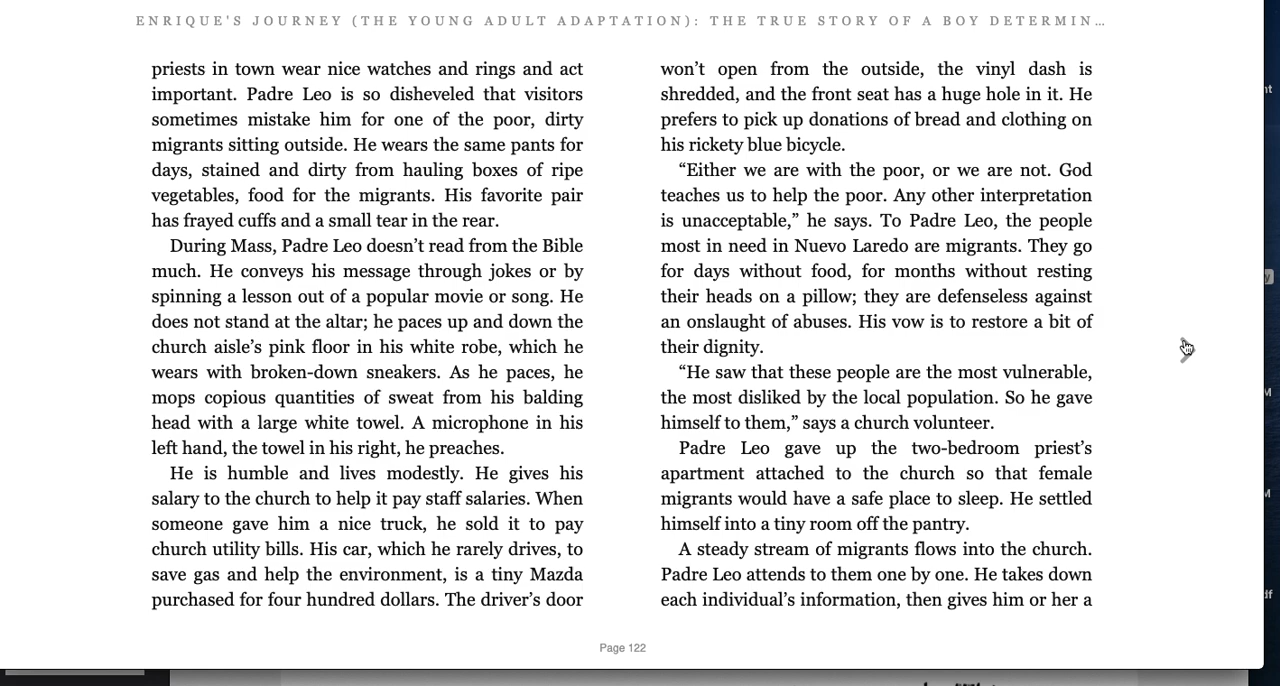 ENRIQUE'S JOURNEY (THE YOUNG ADULT ADAPTATION): THE TRUE STORY OF A BOY DETERMIN…
priests in town wear nice watches and rings and act
important. Padre Leo is so disheveled that visitors
sometimes mistake him for one of the poor, dirty
migrants sitting outside. He wears the same pants for
days, stained and dirty from hauling boxes of ripe
vegetables, food for the migrants. His favorite pair
has frayed cuffs and a small tear in the rear.
During Mass, Padre Leo doesn’t read from the Bible
much. He conveys his message through jokes or by
spinning a lesson out of a popular movie or song. He
does not stand at the altar; he paces up and down the
church aisle’s pink floor in his white robe, which he
wears with broken-down sneakers. As he paces, he
mops copious quantities of sweat from his balding
head with a large white towel. A microphone in his
left hand, the towel in his right, he preaches.
He is humble and lives modestly. He gives his
salary to the church to help it pay staff salaries. When
someone gave him a nice truck, he sold it to pay
church utility bills. His car, which he rarely drives, to
save gas and help the environment, is a tiny Mazda
purchased for four hundred dollars. The driver’s door
won’t open from the outside, the vinyl dash is
shredded, and the front seat has a huge hole in it. He
prefers to pick up donations of bread and clothing on
his rickety blue bicycle.
“Either we are with the poor, or we are not. God
teaches us to help the poor. Any other interpretation
is unacceptable,” he says. To Padre Leo, the people
most in need in Nuevo Laredo are migrants. They go
for days without food, for months without resting
their heads on a pillow; they are defenseless against
an onslaught of abuses. His vow is to restore a bit of
their dignity.
“He saw that these people are the most vulnerable,
the most disliked by the local population. So he gave
himself to them,” says a church volunteer.
Padre Leo gave up the two-bedroom priest’s
apartment attached to the church so that female
migrants would have a safe place to sleep. He settled
himself into a tiny room off the pantry.
A steady stream of migrants flows into the church.
Padre Leo attends to them one by one. He takes down
each individual’s information, then gives him or her a
Page 122